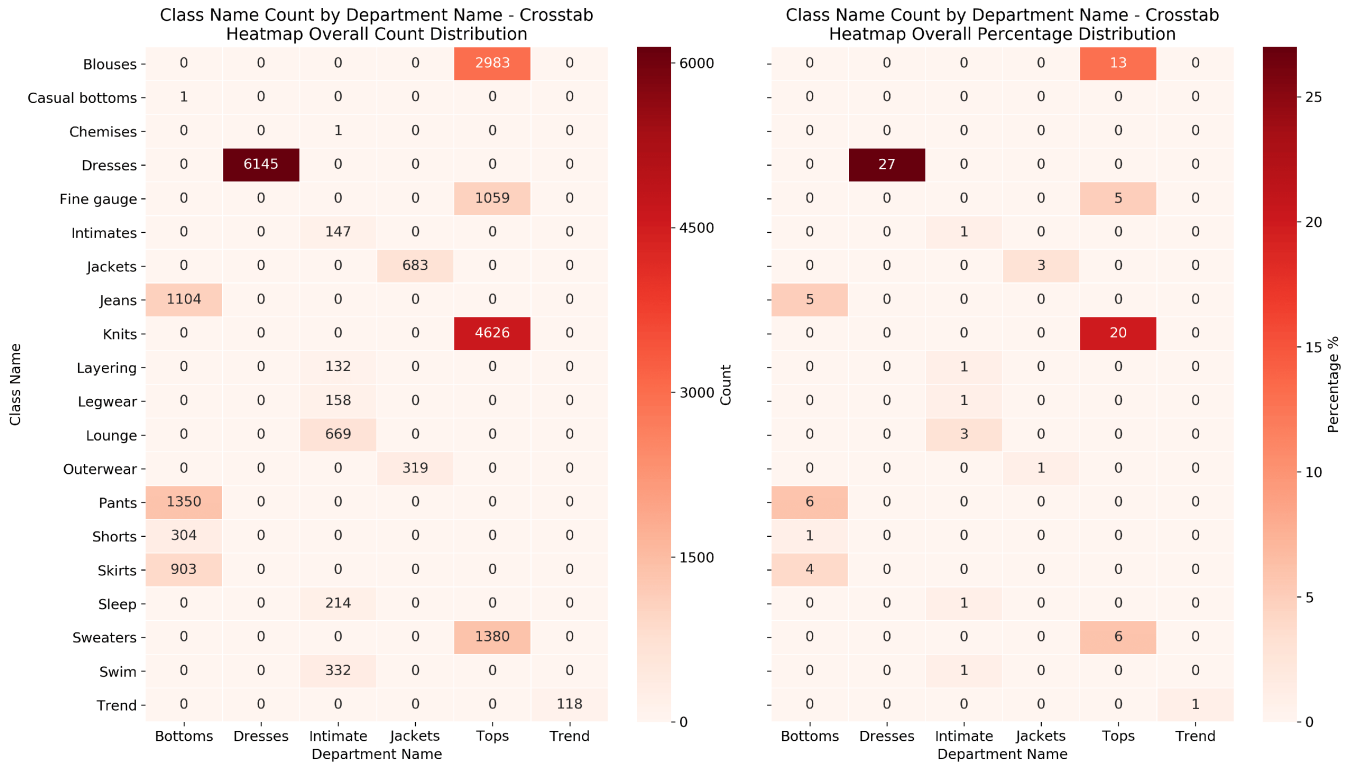 Class Name Count by Department Name - Crosstab
Heatmap Overall Count Distribution
Class Name
Blouses 0 0 0 0 2983 0
Casual bottoms 1 0 0 0 0 0
Chemises 0 0 1 0 0 0
Dresses 0 6145 0 0 0 0
Fine gauge 0 0 0 0 1059 0
Intimates 0 0 147 0 0 0
Jackets 0 0 0 683 0 0
Jeans 1104 0 0 0 0 0
Knits 0 0 0 0 4626 0
Layering 0 0 132 0 0 0
Legwear 0 0 158 0 0 0
Lounge 0 0 669 0 0 0
Outerwear 0 0 0 319 0 0
Pants 1350 0 0 0 0 0
Shorts 304 0 0 0 0 0
Skirts 903 0 0 0 0 0
Sleep 0 0 214 0 0 0
Sweaters 0 0 0 0 1380 0
Swim 0 0 332 0 0 0
Trend 0 0 0 0 0 118
Bottoms Dresses Intimate Jackets Tops Trend
Department Name
6000
4500
3000
1500
0
Count
Class Name Count by Department Name - Crosstab
Heatmap Overall Percentage Distribution
0 0 0 0 13 0
0 0 0 0 0 0
0 0 0 0 0 0
0 27 0 0 0 0
0 0 0 0 5 0
0 0 1 0 0 0
0 0 0 3 0 0
5 0 0 0 0 0
0 0 0 0 20 0
0 0 1 0 0 0
0 0 1 0 0 0
0 0 3 0 0 0
0 0 0 1 0 0
6 0 0 0 0 0
1 0 0 0 0 0
4 0 0 0 0 0
0 0 1 0 0 0
0 0 0 0 6 0
0 0 1 0 0 0
0 0 0 0 0 1
Bottoms Dresses Intimate Jackets Tops Trend
Department Name
25
20
15
10
5
0
Percentage %